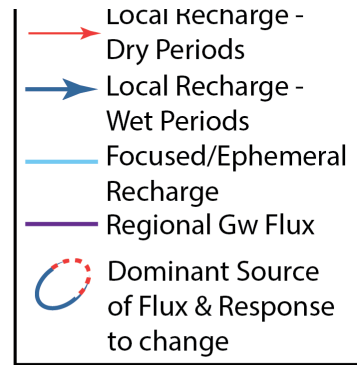 Local Recharge -
Dry Periods
Local Recharge -
Wet Periods
Focused/Ephemeral
Recharge
Regional Gw Flux
Dominant Source
of Flux & Response
to change